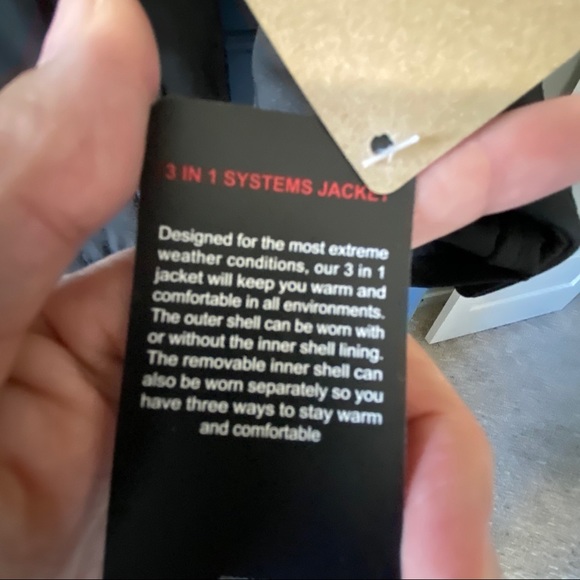 3 IN 1 SYSTEMS JACKET
Designed for the most extreme
weather conditions, our 3 in 1
jacket will keep you warm and
comfortable in all environments.
The outer shell can be worn with
or without the inner shell lining.
The removable inner shell can
also be worn separately so you
have three ways to stay warm
and comfortable